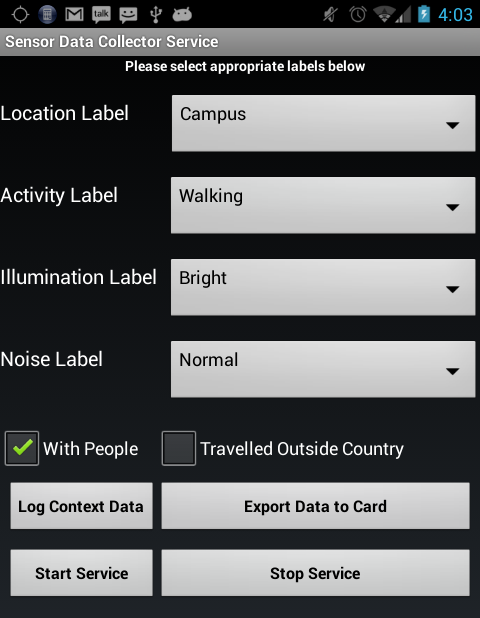 talk
4:03
Sensor Data Collector Service
Please select appropriate labels below
Location Label
Campus
Activity Label
Walking
Illumination Label
Bright
Noise Label
Normal
With People
Travelled Outside Country
Log Context Data
Export Data to Card
Start Service
Stop Service